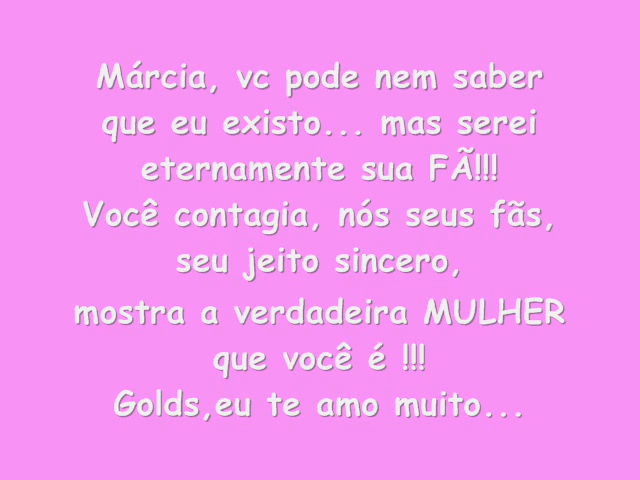 Márcia, vc pode nem saber
que eu existo... mas serei
eternamente sua FÃ!!!
Você contagia, nós seus fãs,
seu jeito sincero,
mostra a verdadeira MULHER
que você é !!!
Golds,eu te amo muito...